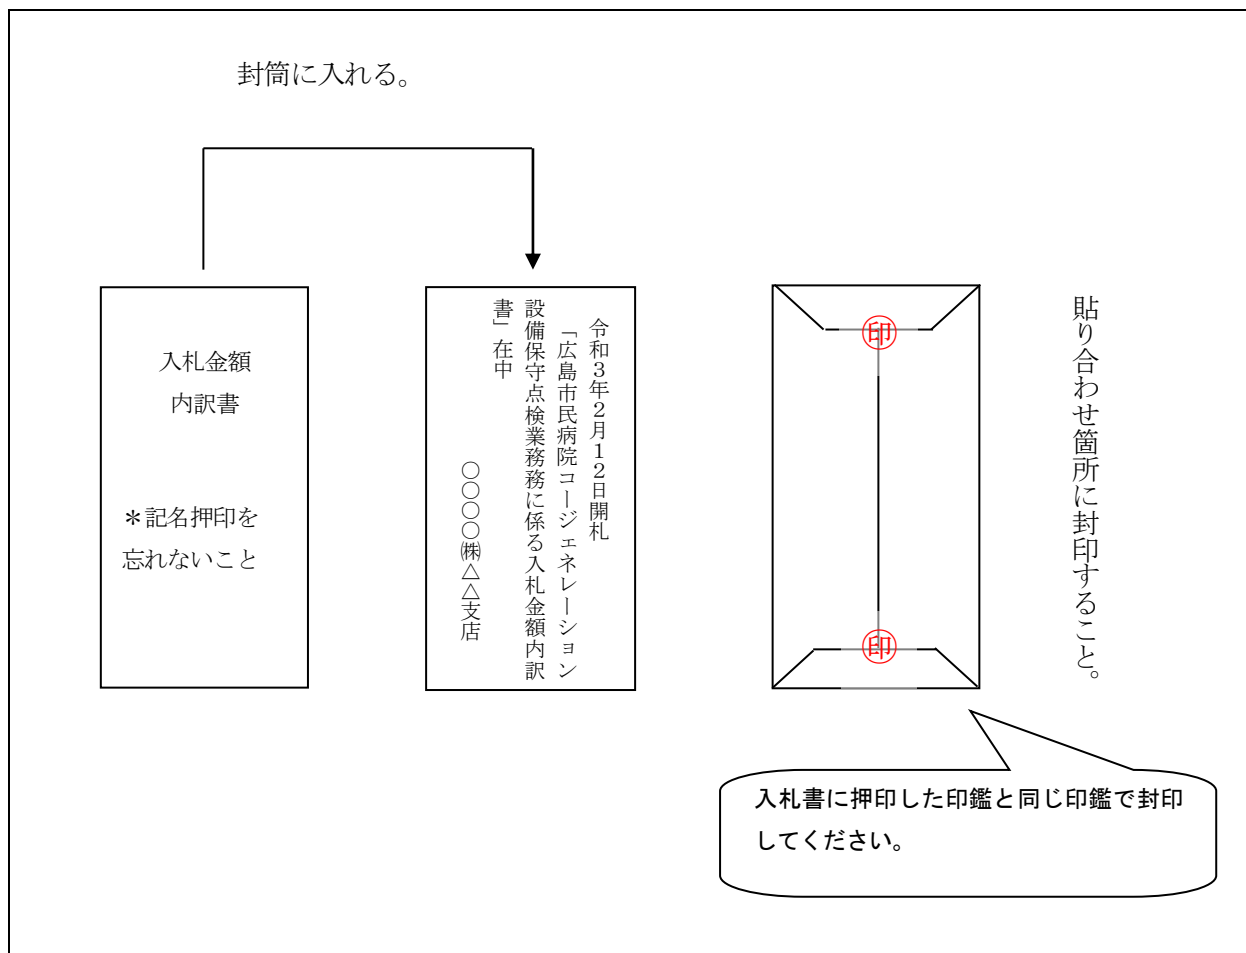 封筒に入れる。
入札金額
内訳書
＊記名押印を
忘れないこと
令和３年２月１２日開札
「広島市民病院コージェネレーション
設備保守点検業務務に係る入札金額内訳
書」在中
○○○○㈱△△支店
印
印
貼り合わせ箇所に封印すること。
入札書に押印した印鑑と同じ印鑑で封印
してください。